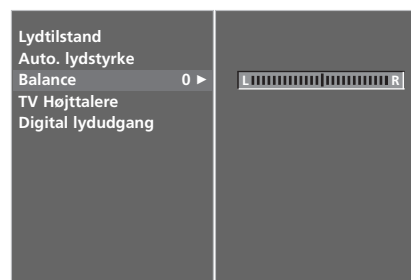 Lydtilstand
Auto. lydstyrke
Balance 0 ►
L R
TV Højttalere
Digital lydudgang